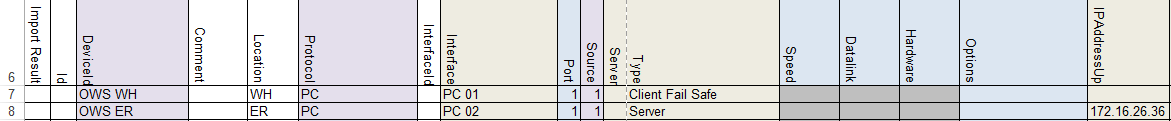 6 Import Result Id DeviceId Comment Location Protocol InterfaceId Interface Port Source Server Type Speed Datalink Hardware Options IPAddressUp
7 OWS WH WH PC PC 01 1 1 Client Fail Safe
8 OWS ER ER PC PC 02 1 1 Server 172.16.26.36